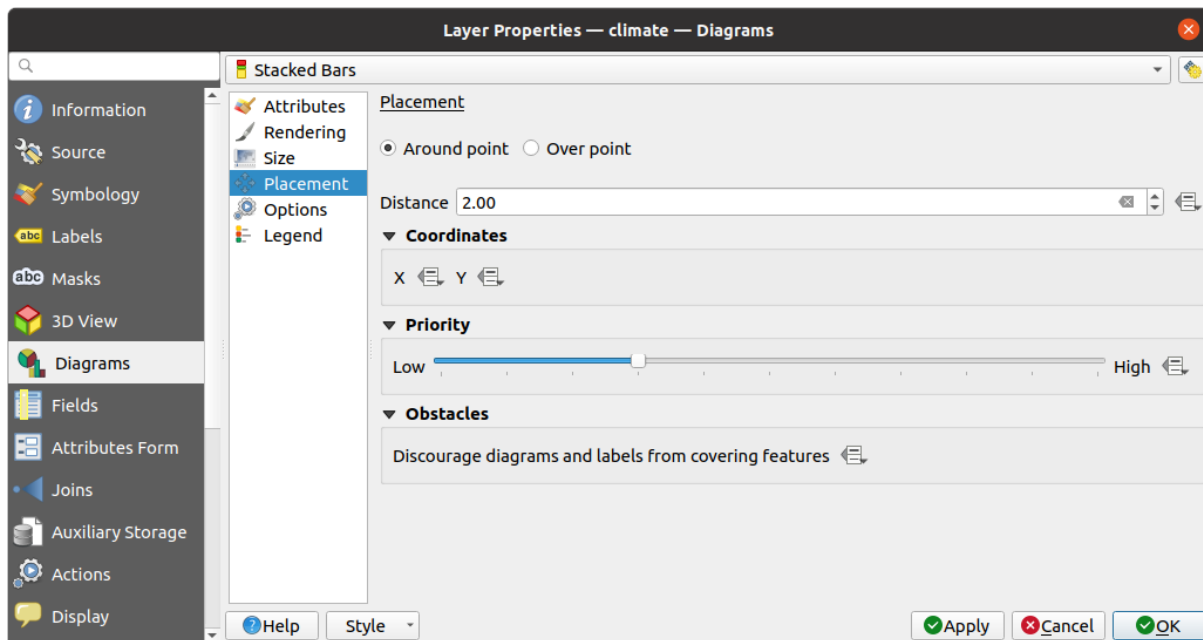 Layer Properties — climate — Diagrams
Stacked Bars
Information
Source
Symbology
abc Labels
abc Masks
3D View
Diagrams
Fields
Attributes Form
Joins
Auxiliary Storage
Actions
Display
Attributes
Rendering
Size
Placement
Options
Legend
Placement
Around point Over point
Distance 2.00
Coordinates
X Y
Priority
Low High
Obstacles
Discourage diagrams and labels from covering features
Help Style Apply Cancel OK